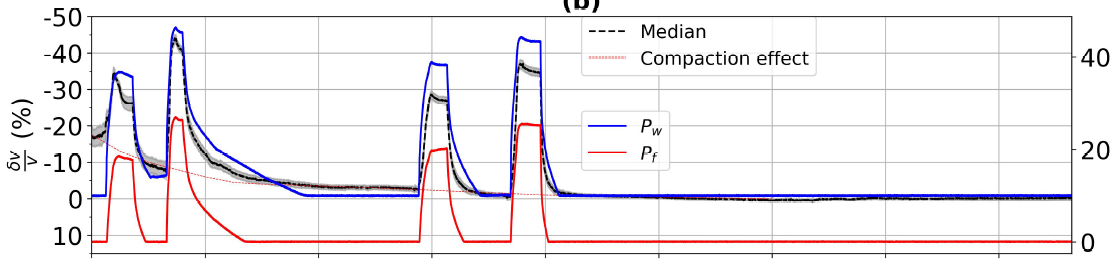 (b)
-50
-40
-30
-20
-10
0
10
δv/v (%)
Median
Compaction effect
P_w
P_f
40
20
0